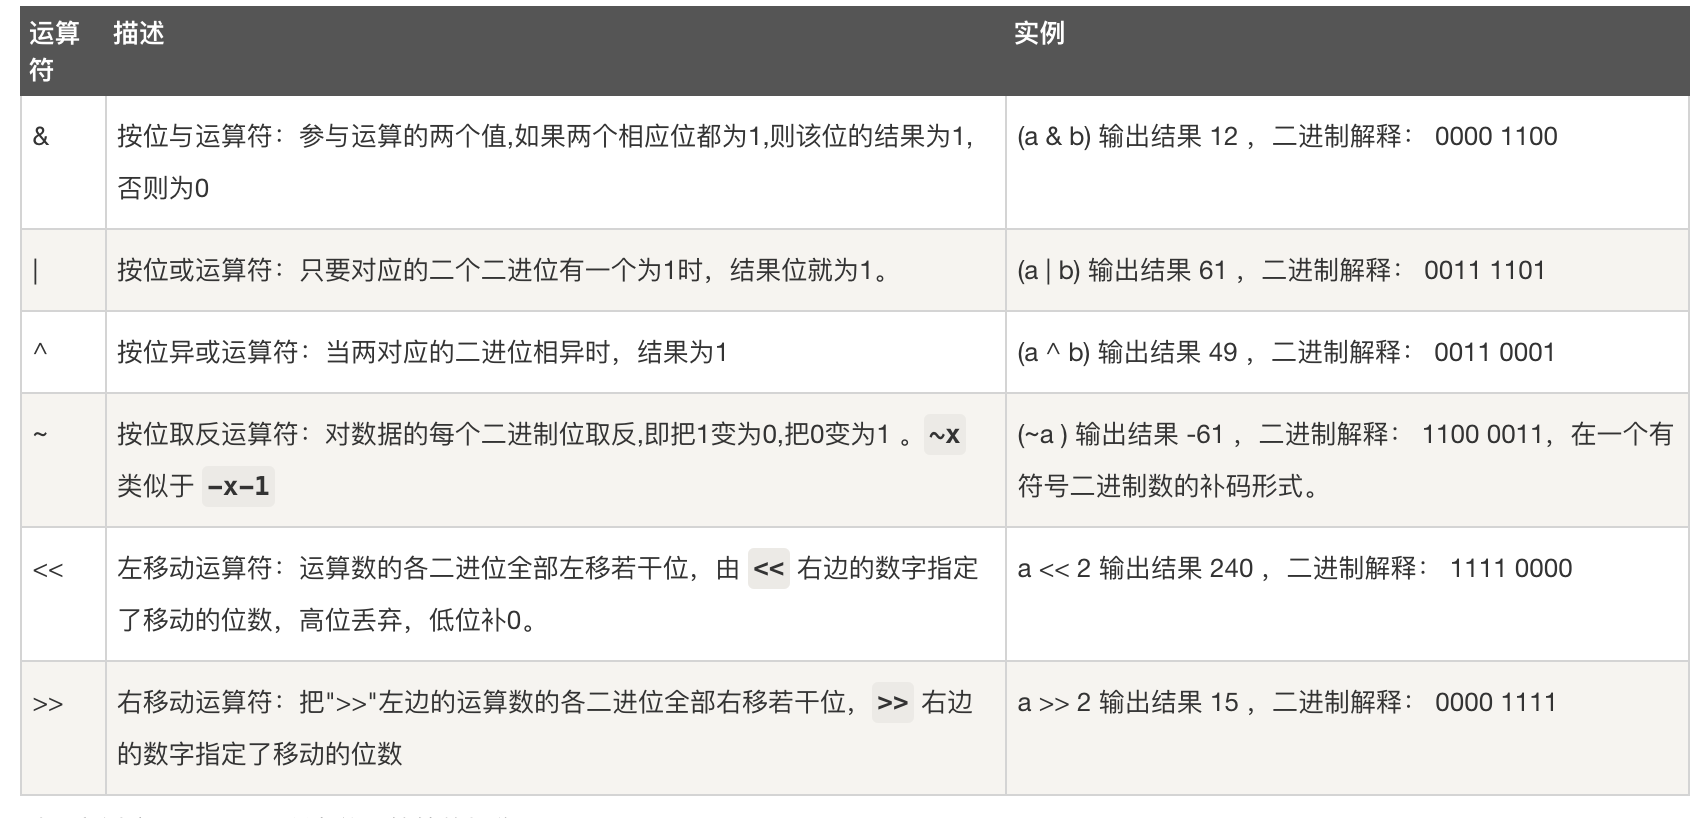 运算 描述 实例
符
& 按位与运算符：参与运算的两个值,如果两个相应位都为1,则该位的结果为1, (a & b) 输出结果 12 ，二进制解释： 0000 1100
否则为0
| 按位或运算符：只要对应的二个二进位有一个为1时，结果位就为1。 (a | b) 输出结果 61 ，二进制解释： 0011 1101
^ 按位异或运算符：当两对应的二进位相异时，结果为1 (a ^ b) 输出结果 49 ，二进制解释： 0011 0001
~ 按位取反运算符：对数据的每个二进制位取反,即把1变为0,把0变为1 。~x (~a ) 输出结果 -61 ，二进制解释： 1100 0011，在一个有
类似于 -x-1 符号二进制数的补码形式。
<< 左移动运算符：运算数的各二进位全部左移若干位，由 << 右边的数字指定 a << 2 输出结果 240 ，二进制解释： 1111 0000
了移动的位数，高位丢弃，低位补0。
>> 右移动运算符：把">>"左边的运算数的各二进位全部右移若干位， >> 右边 a >> 2 输出结果 15 ，二进制解释： 0000 1111
的数字指定了移动的位数